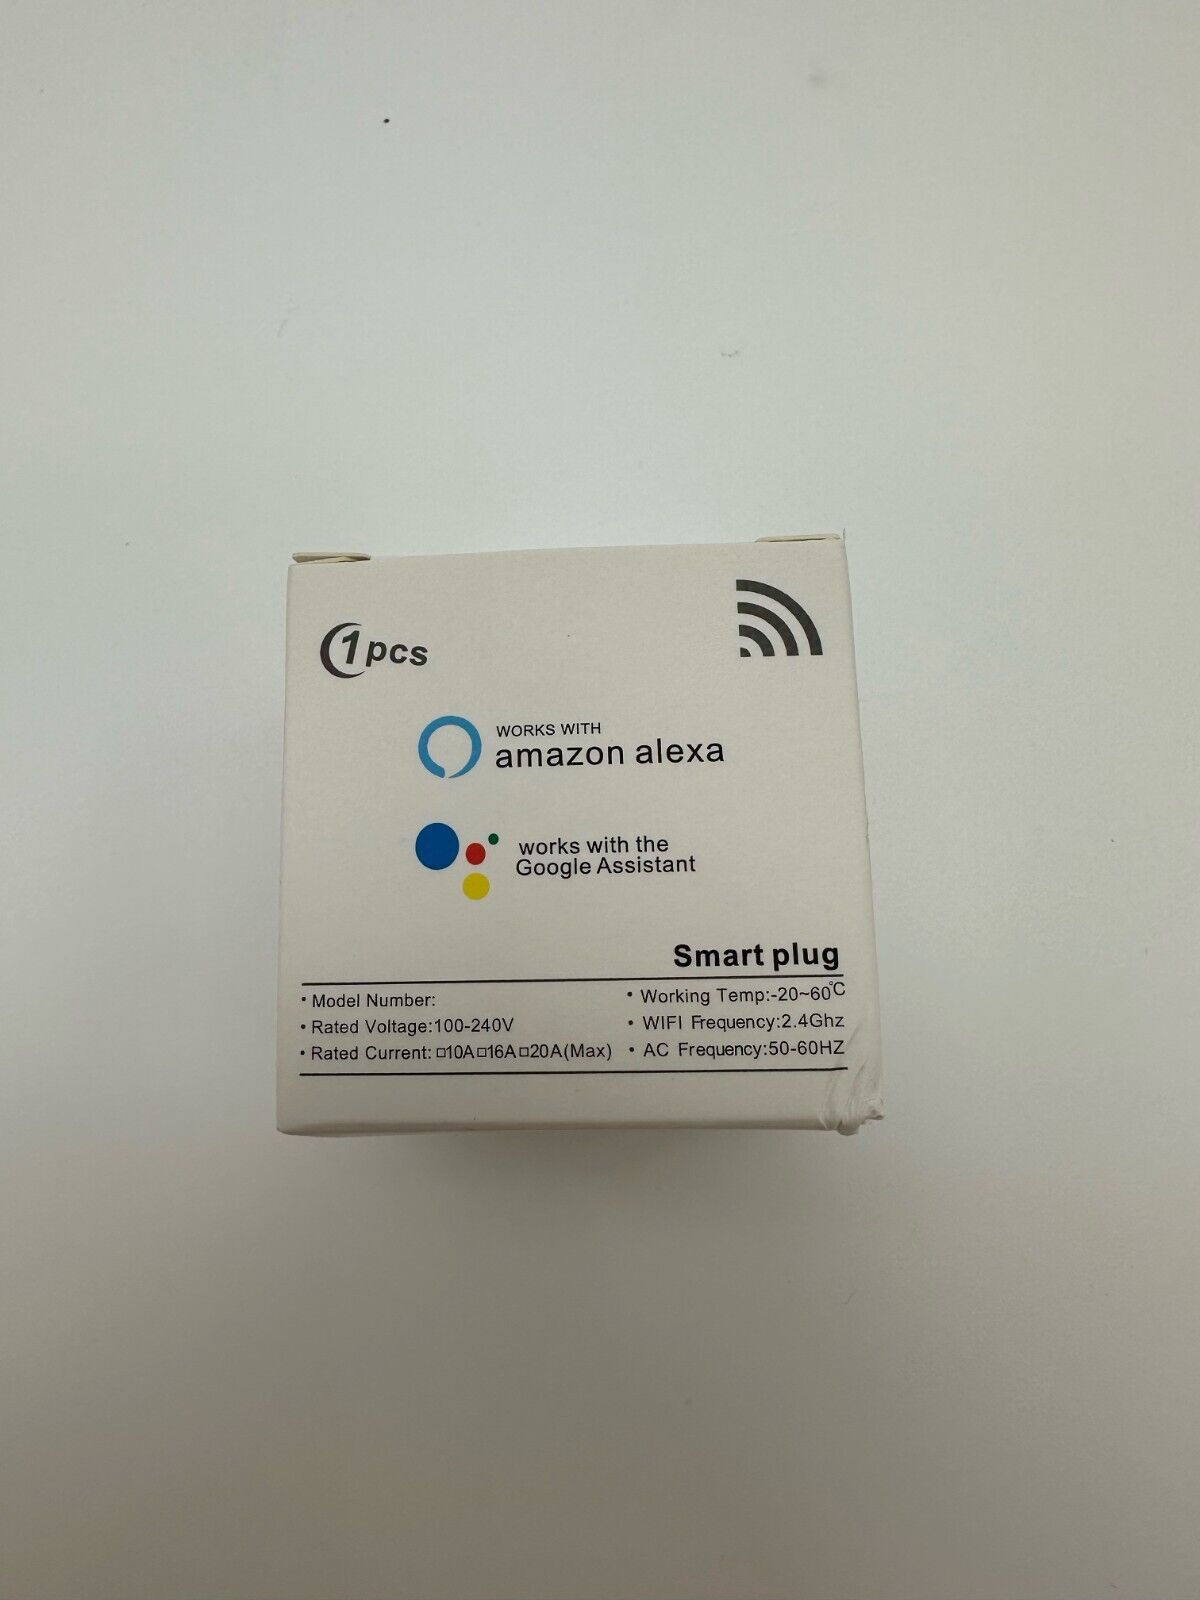 1pcs
WORKS WITH
amazon alexa
works with the
Google Assistant
Smart plug
• Model Number:
• Rated Voltage:100-240V
• Rated Current: □10A□16A□20A(Max)
• Working Temp:-20~60℃
• WIFI Frequency:2.4Ghz
• AC Frequency:50-60HZ